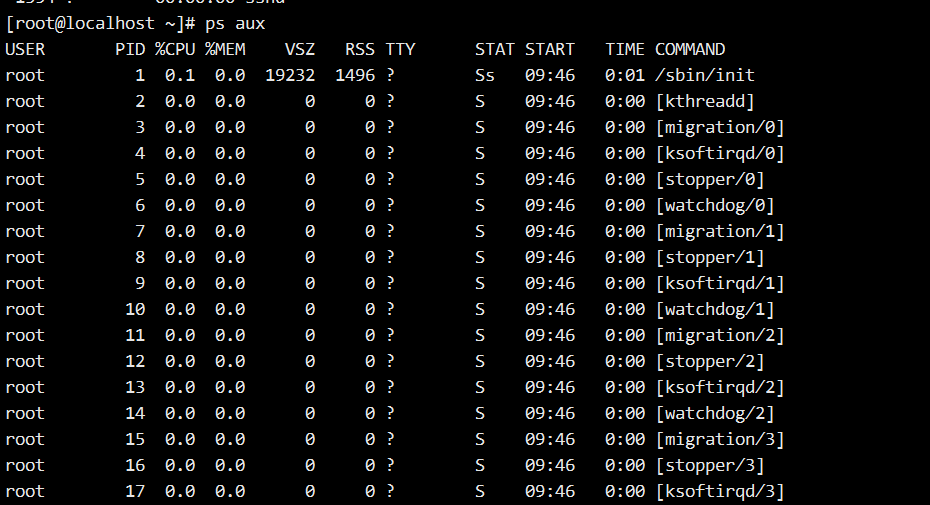 [root@localhost ~]# ps aux
USER PID %CPU %MEM VSZ RSS TTY STAT START TIME COMMAND
root 1 0.1 0.0 19232 1496 ? Ss 09:46 0:01 /sbin/init
root 2 0.0 0.0 0 0 ? S 09:46 0:00 [kthreadd]
root 3 0.0 0.0 0 0 ? S 09:46 0:00 [migration/0]
root 4 0.0 0.0 0 0 ? S 09:46 0:00 [ksoftirqd/0]
root 5 0.0 0.0 0 0 ? S 09:46 0:00 [stopper/0]
root 6 0.0 0.0 0 0 ? S 09:46 0:00 [watchdog/0]
root 7 0.0 0.0 0 0 ? S 09:46 0:00 [migration/1]
root 8 0.0 0.0 0 0 ? S 09:46 0:00 [stopper/1]
root 9 0.0 0.0 0 0 ? S 09:46 0:00 [ksoftirqd/1]
root 10 0.0 0.0 0 0 ? S 09:46 0:00 [watchdog/1]
root 11 0.0 0.0 0 0 ? S 09:46 0:00 [migration/2]
root 12 0.0 0.0 0 0 ? S 09:46 0:00 [stopper/2]
root 13 0.0 0.0 0 0 ? S 09:46 0:00 [ksoftirqd/2]
root 14 0.0 0.0 0 0 ? S 09:46 0:00 [watchdog/2]
root 15 0.0 0.0 0 0 ? S 09:46 0:00 [migration/3]
root 16 0.0 0.0 0 0 ? S 09:46 0:00 [stopper/3]
root 17 0.0 0.0 0 0 ? S 09:46 0:00 [ksoftirqd/3]